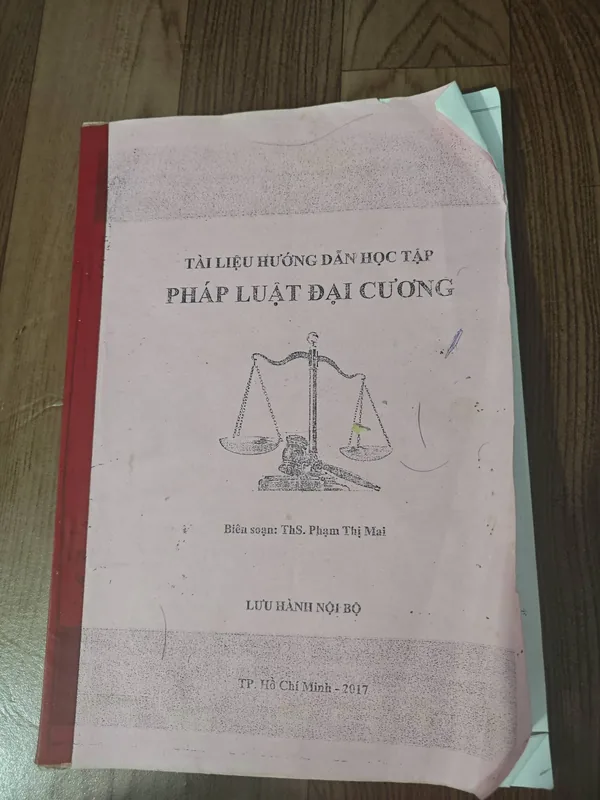 TÀI LIỆU HƯỚNG DẪN HỌC TẬP
PHÁP LUẬT ĐẠI CƯƠNG
Biên soạn: ThS. Phạm Thị Mai
LƯU HÀNH NỘI BỘ
TP. Hồ Chí Minh - 2017